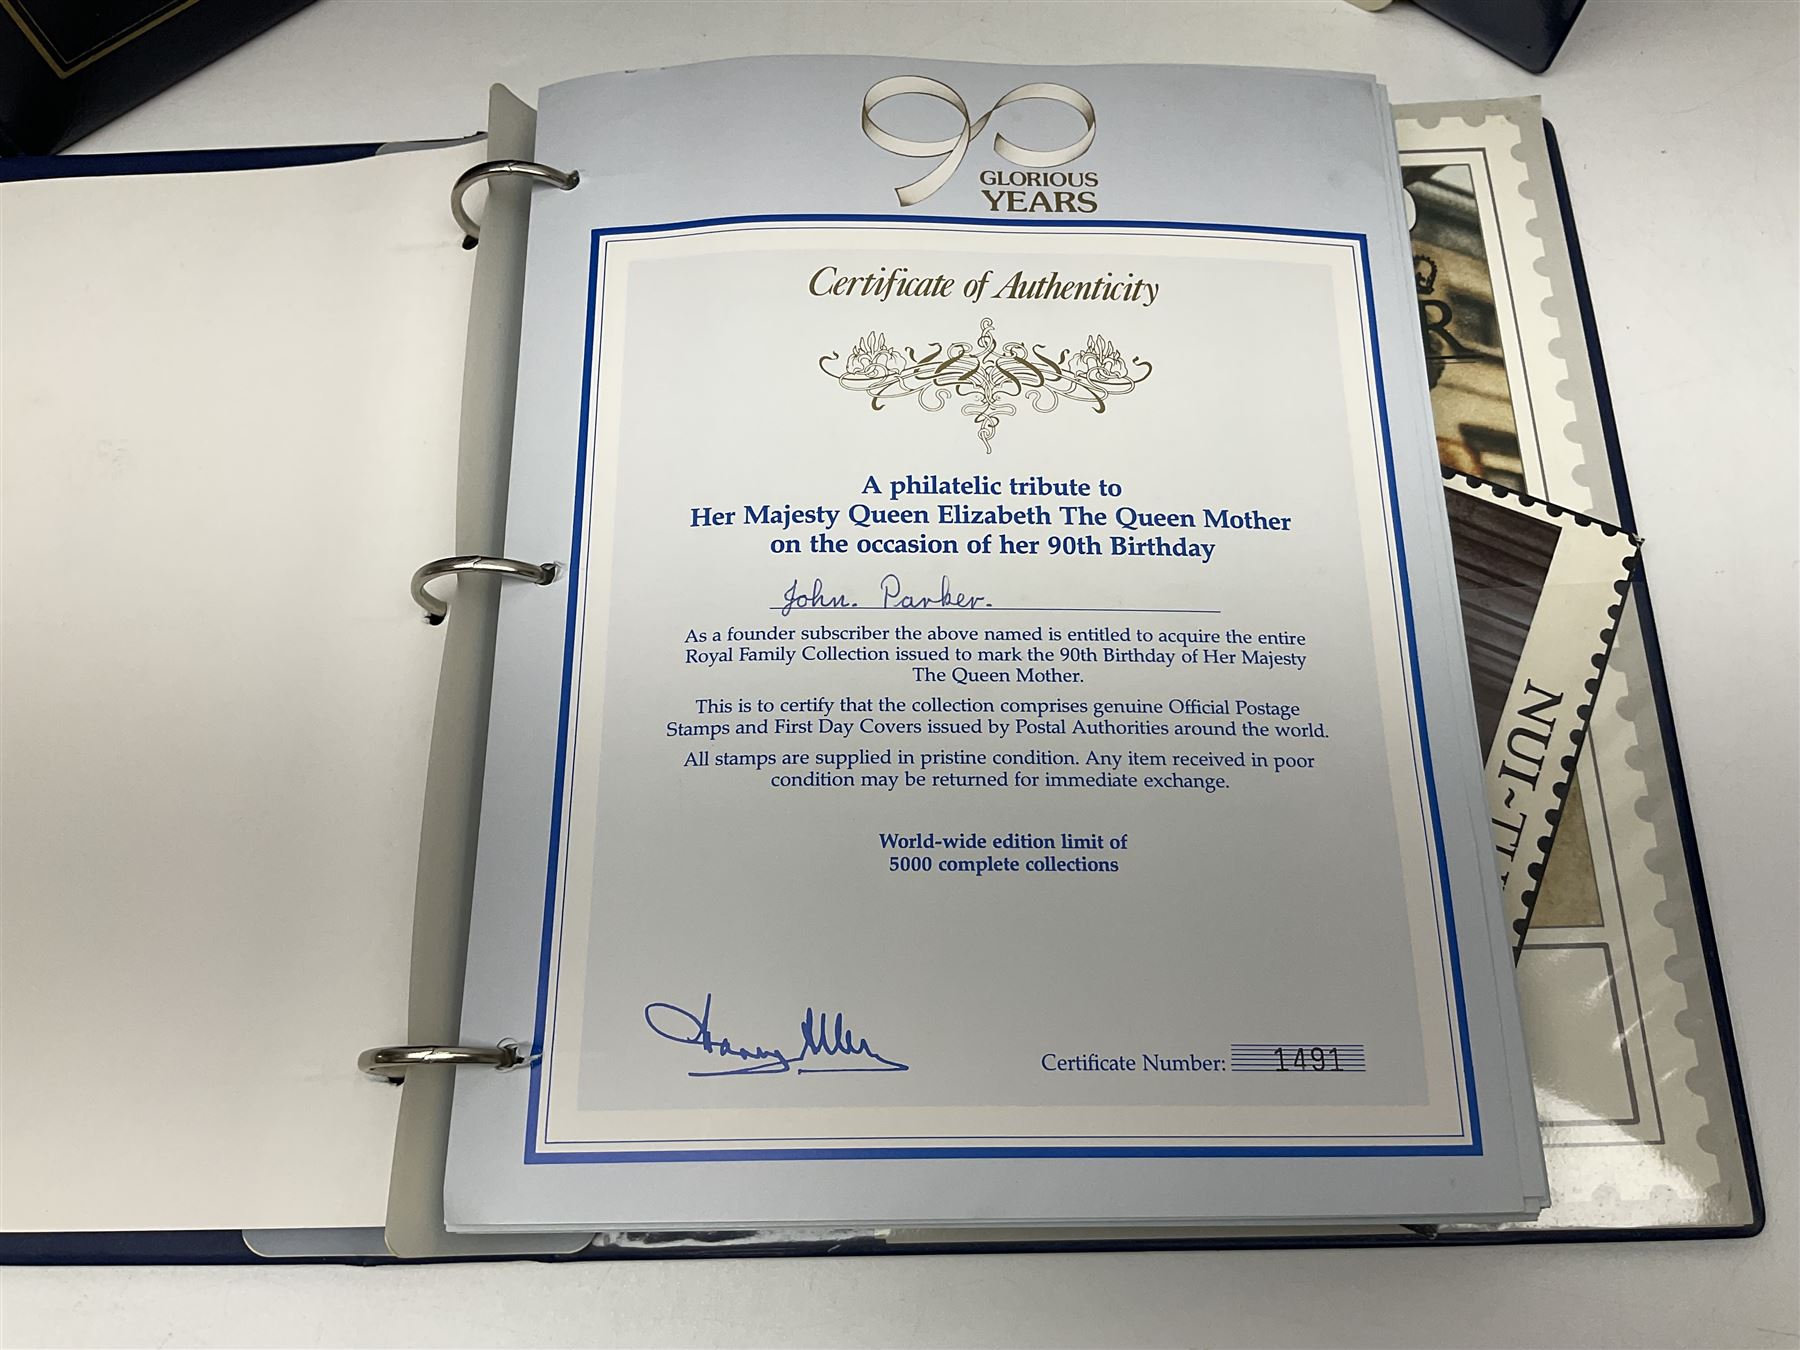 90
GLORIOUS
YEARS
Certificate of Authenticity
A philatelic tribute to
Her Majesty Queen Elizabeth The Queen Mother
on the occasion of her 90th Birthday
John. Parker.
As a founder subscriber the above named is entitled to acquire the entire
Royal Family Collection issued to mark the 90th Birthday of Her Majesty
The Queen Mother.
This is to certify that the collection comprises genuine Official Postage
Stamps and First Day Covers issued by Postal Authorities around the world.
All stamps are supplied in pristine condition. Any item received in poor
condition may be returned for immediate exchange.
World-wide edition limit of
5000 complete collections
Certificate Number: 1491
R
NUI~TU